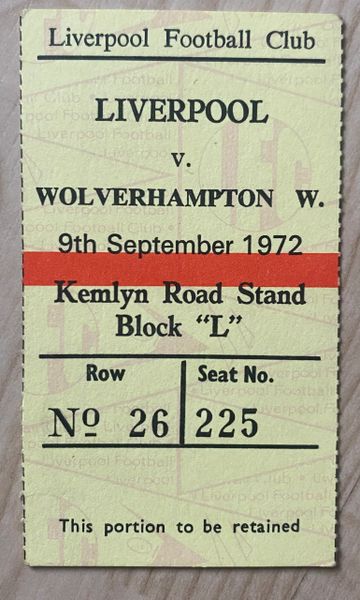 Liverpool Football Club
LIVERPOOL
v.
WOLVERHAMPTON W.
9th September 1972
Kemlyn Road Stand
Block “L”
Row Seat No.
Nº 26 225
This portion to be retained